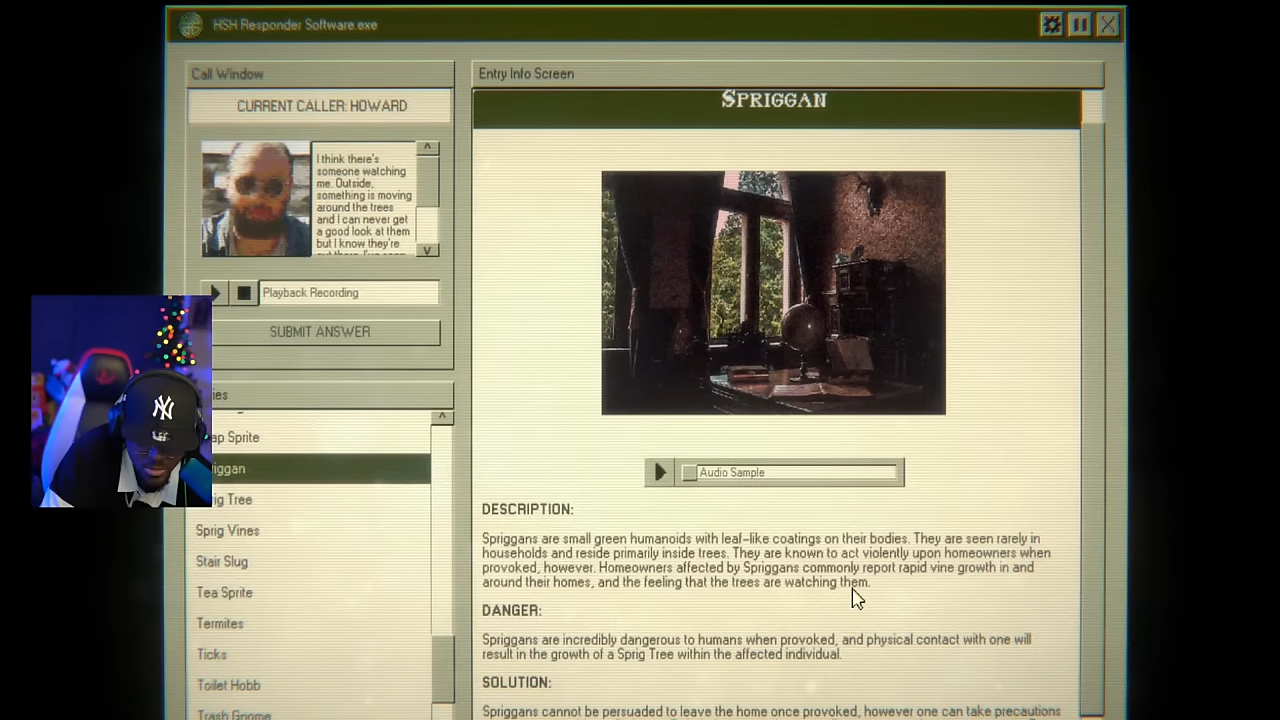 HSH Responder Software.exe
Call Window
CURRENT CALLER: HOWARD
I think there's
someone watching
me. Outside,
something is moving
around the trees
and I can never get
a good look at them
but I know they're
Playback Recording
SUBMIT ANSWER
Sprig Vines
Stair Slug
Tea Sprite
Termites
Ticks
Toilet Hobb
Trash Gnome
Entry Info Screen
SPRIGGAN
Audio Sample
DESCRIPTION:
Spriggans are small green humanoids with leaf-like coatings on their bodies. They are seen rarely in
households and reside primarily inside trees. They are known to act violently upon homeowners when
provoked, however. Homeowners affected by Spriggans commonly report rapid vine growth in and
around their homes, and the feeling that the trees are watching them.
DANGER:
Spriggans are incredibly dangerous to humans when provoked, and physical contact with one will
result in the growth of a Sprig Tree within the affected individual.
SOLUTION:
Spriggans cannot be persuaded to leave the home once provoked, however one can take precautions